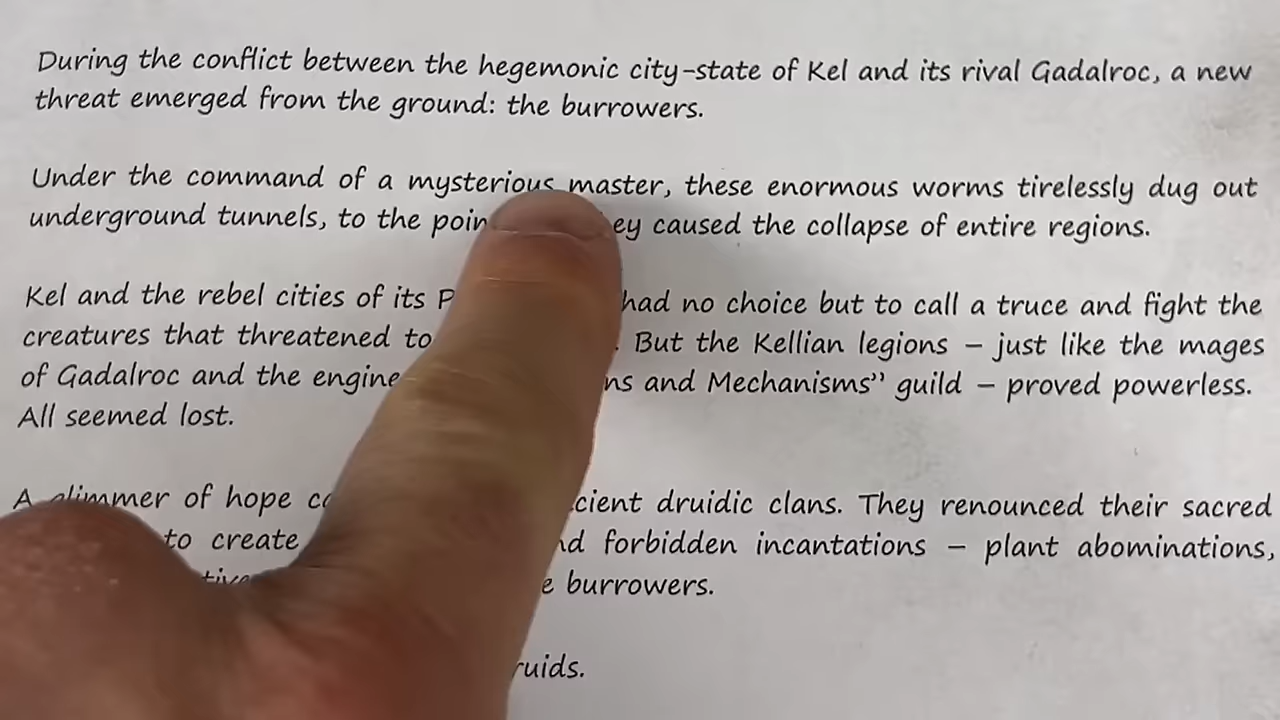 During the conflict between the hegemonic city-state of Kel and its rival Gadalroc, a new
threat emerged from the ground: the burrowers.
Under the command of a mysterious master, these enormous worms tirelessly dug out
underground tunnels, to the caused the collapse of entire regions.
Kel and the rebel cities of its had no choice but to call a truce and fight the
creatures that threatened to But the Kellian legions – just like the mages
of Gadalroc and the and Mechanisms” guild – proved powerless.
All seemed lost.
A glimmer of hope druidic clans. They renounced their sacred
to create forbidden incantations – plant abominations,
burrowers.